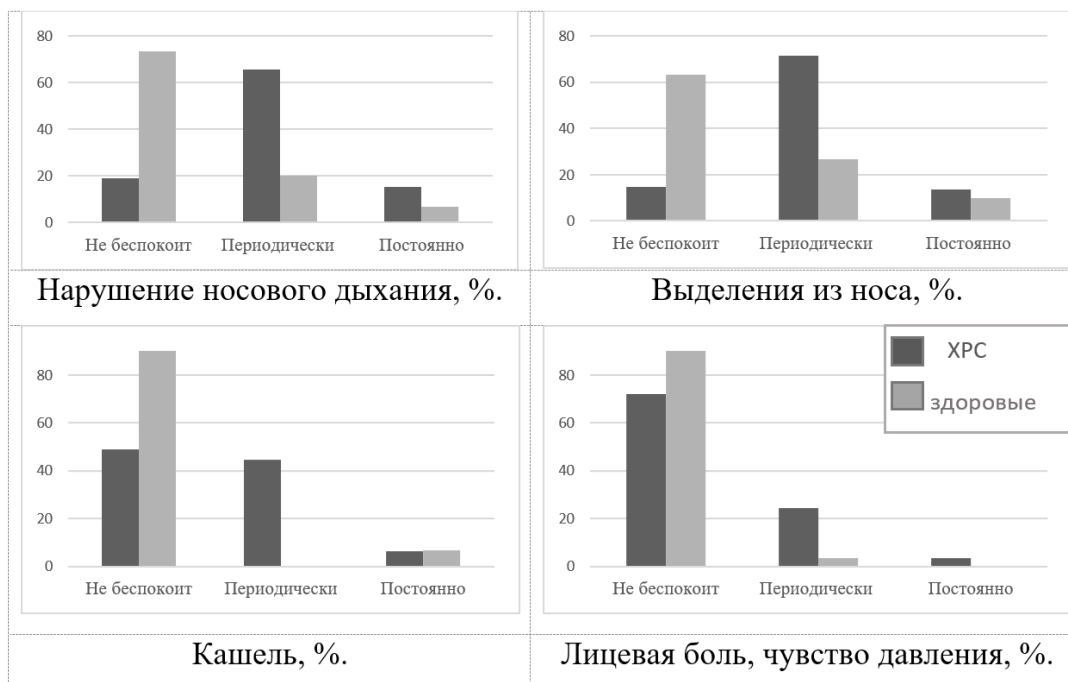 80
60
40
20
0
Не беспокоит Периодически Постоянно
Нарушение носового дыхания, %.
80
60
40
20
0
Не беспокоит Периодически Постоянно
Выделения из носа, %.
80
60
40
20
0
Не беспокоит Периодически Постоянно
Кашель, %.
80
60
40
20
0
Не беспокоит Периодически Постоянно
ХРС
здоровые
Лицевая боль, чувство давления, %.